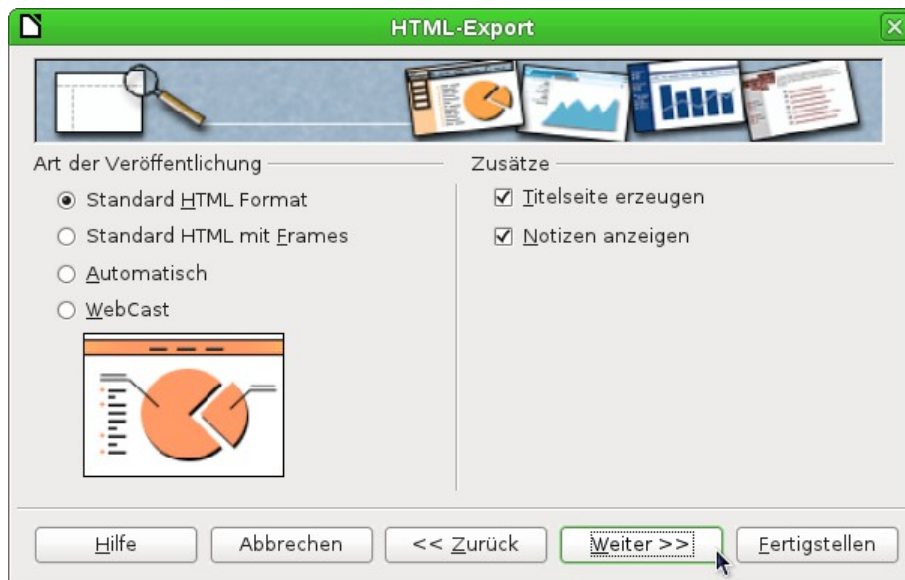 HTML-Export
Art der Veröffentlichung
Standard HTML Format
Standard HTML mit Frames
Automatisch
WebCast
Zusätze
Titelseite erzeugen
Notizen anzeigen
Hilfe
Abbrechen
<< Zurück
Weiter >>
Fertigstellen